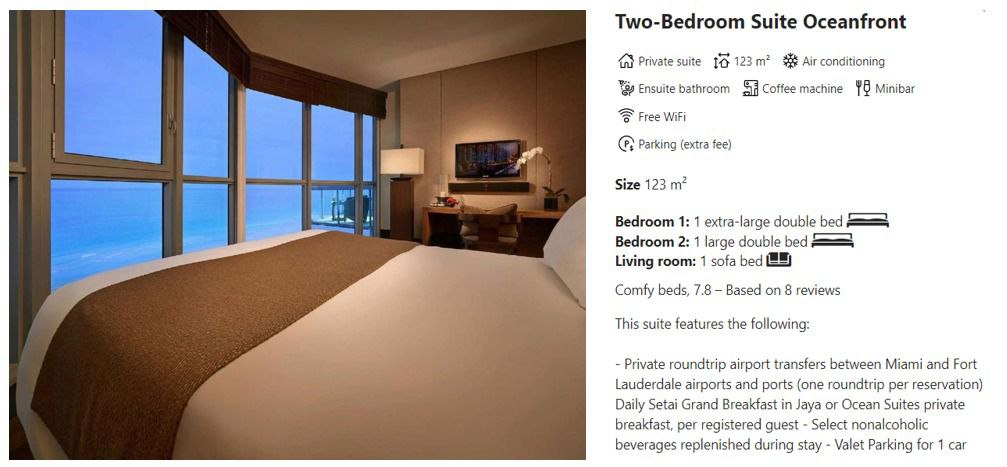 Two-Bedroom Suite Oceanfront
Private suite 123 m² Air conditioning
Ensuite bathroom Coffee machine Minibar
Free WiFi
Parking (extra fee)
Size 123 m²
Bedroom 1: 1 extra-large double bed
Bedroom 2: 1 large double bed
Living room: 1 sofa bed
Comfy beds, 7.8 – Based on 8 reviews
This suite features the following:
- Private roundtrip airport transfers between Miami and Fort
Lauderdale airports and ports (one roundtrip per reservation)
Daily Setai Grand Breakfast in Jaya or Ocean Suites private
breakfast, per registered guest - Select nonalcoholic
beverages replenished during stay - Valet Parking for 1 car